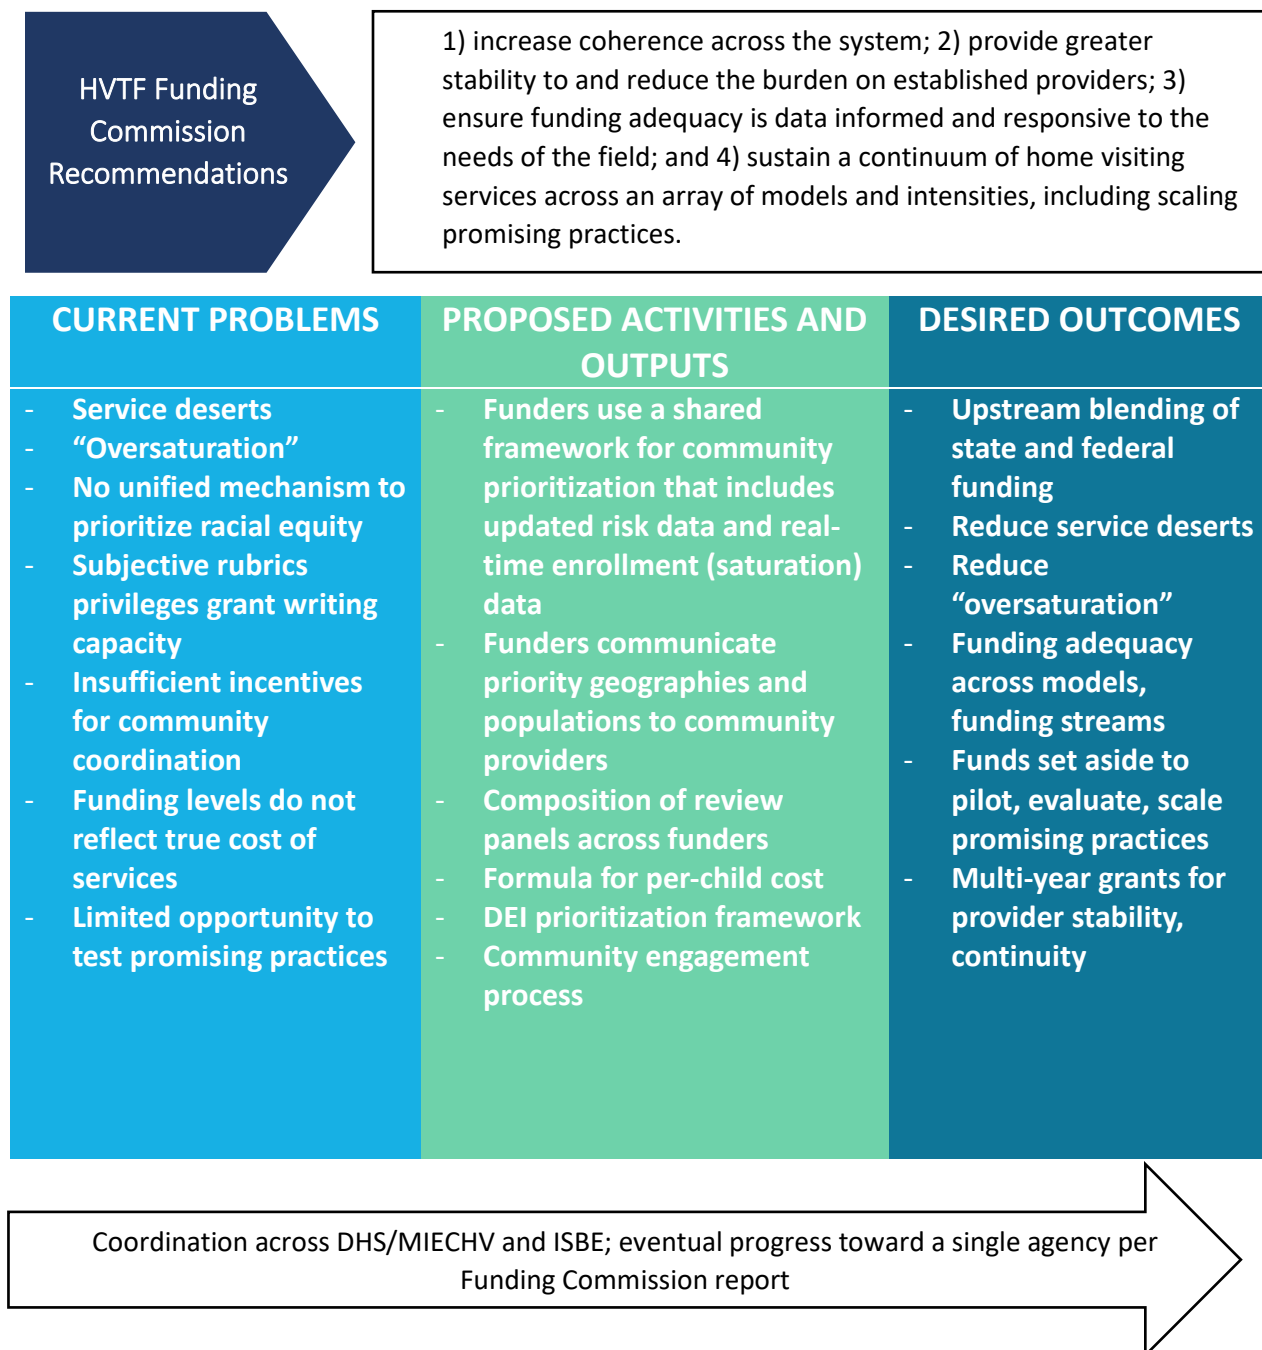 HVTF Funding
Commission
Recommendations
1) increase coherence across the system; 2) provide greater
stability to and reduce the burden on established providers; 3)
ensure funding adequacy is data informed and responsive to the
needs of the field; and 4) sustain a continuum of home visiting
services across an array of models and intensities, including scaling
promising practices.
CURRENT PROBLEMS
- Service deserts
- “Oversaturation”
- No unified mechanism to
prioritize racial equity
- Subjective rubrics
privileges grant writing
capacity
- Insufficient incentives
for community
coordination
- Funding levels do not
reflect true cost of
services
- Limited opportunity to
test promising practices
PROPOSED ACTIVITIES AND
OUTPUTS
- Funders use a shared
framework for community
prioritization that includes
updated risk data and real-
time enrollment (saturation)
data
- Funders communicate
priority geographies and
populations to community
providers
- Composition of review
panels across funders
- Formula for per-child cost
- DEI prioritization framework
- Community engagement
process
DESIRED OUTCOMES
- Upstream blending of
state and federal
funding
- Reduce service deserts
- Reduce
“oversaturation”
- Funding adequacy
across models,
funding streams
- Funds set aside to
pilot, evaluate, scale
promising practices
- Multi-year grants for
provider stability,
continuity
Coordination across DHS/MIECHV and ISBE; eventual progress toward a single agency per
Funding Commission report